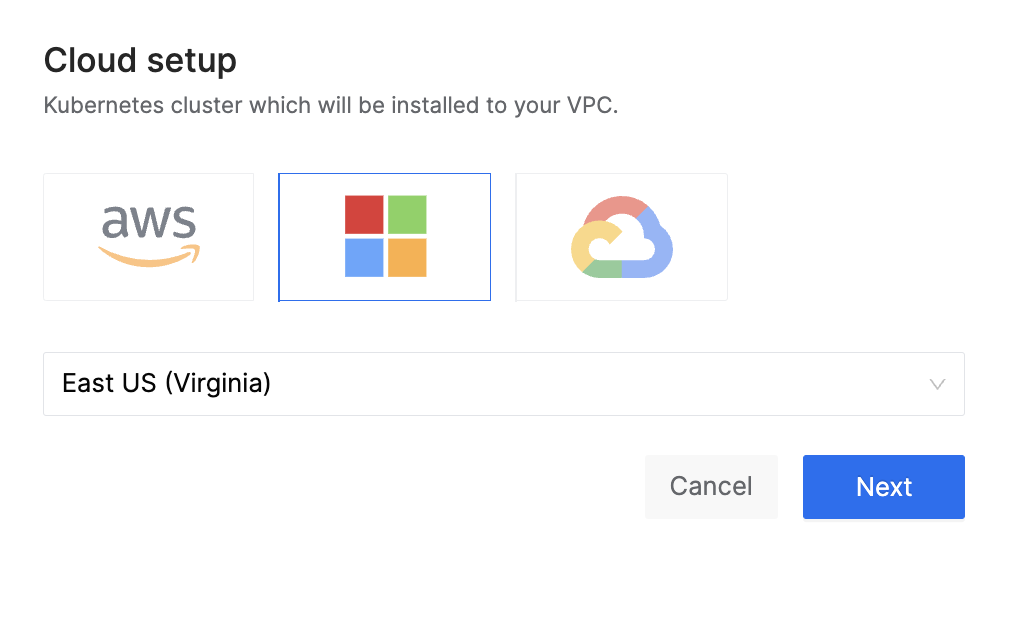 Cloud setup
Kubernetes cluster which will be installed to your VPC.
aws
East US (Virginia)
Cancel
Next